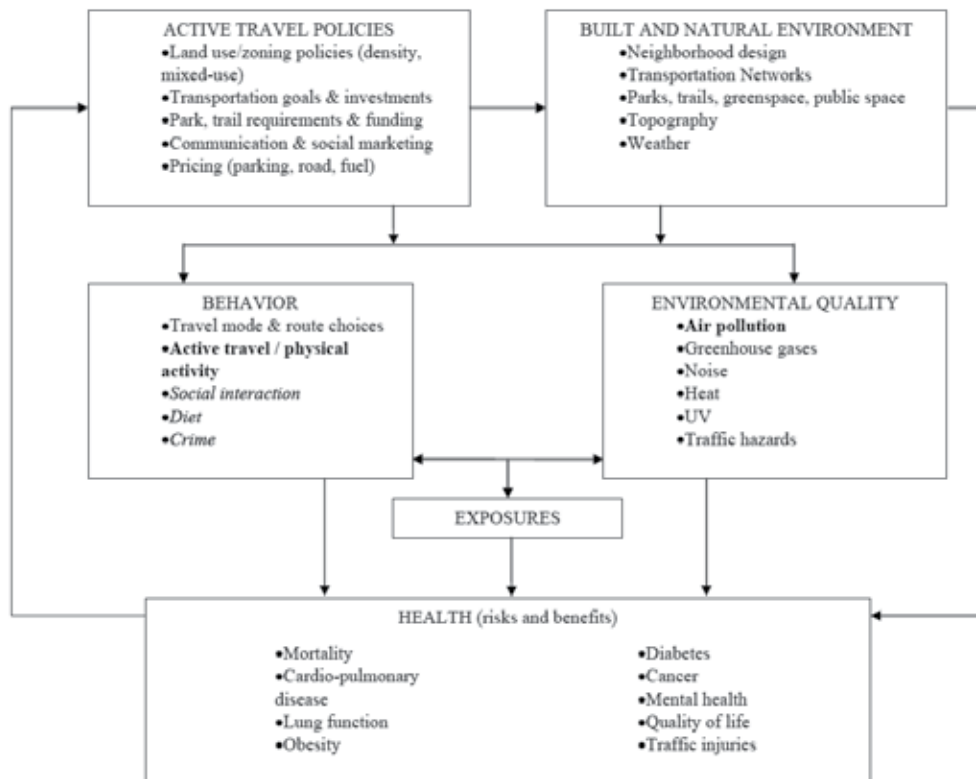 ACTIVE TRAVEL POLICIES
•Land use/zoning policies (density,
mixed-use)
•Transportation goals & investments
•Park, trail requirements & funding
•Communication & social marketing
•Pricing (parking, road, fuel)
BUILT AND NATURAL ENVIRONMENT
•Neighborhood design
•Transportation Networks
•Parks, trails, greenspace, public space
•Topography
•Weather
BEHAVIOR
•Travel mode & route choices
•Active travel / physical
activity
•Social interaction
•Diet
•Crime
ENVIRONMENTAL QUALITY
•Air pollution
•Greenhouse gases
•Noise
•Heat
•UV
•Traffic hazards
EXPOSURES
HEALTH (risks and benefits)
•Mortality
•Cardio-pulmonary
disease
•Lung function
•Obesity
•Diabetes
•Cancer
•Mental health
•Quality of life
•Traffic injuries